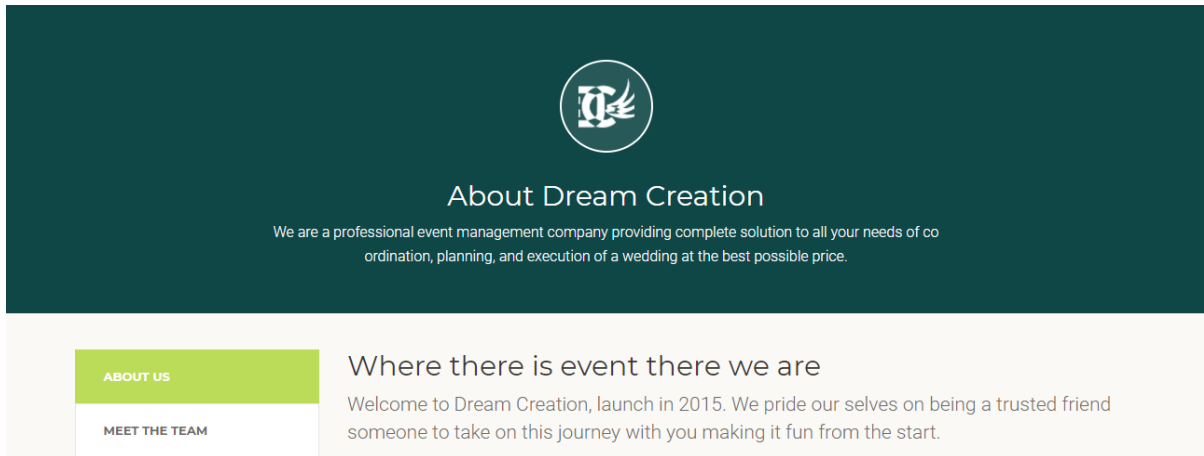 About Dream Creation
We are a professional event management company providing complete solution to all your needs of co
ordination, planning, and execution of a wedding at the best possible price.
ABOUT US
MEET THE TEAM
Where there is event there we are
Welcome to Dream Creation, launch in 2015. We pride our selves on being a trusted friend
someone to take on this journey with you making it fun from the start.